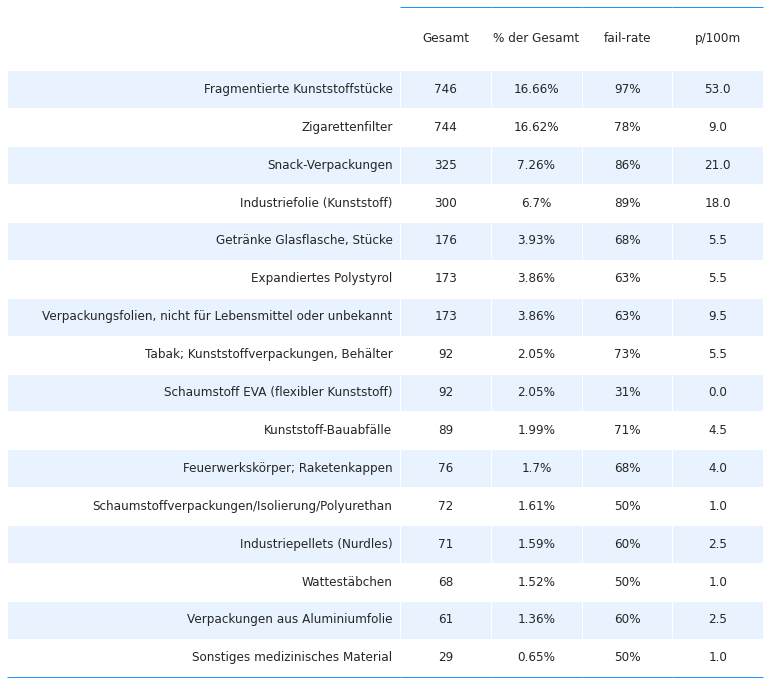 Gesamt % der Gesamt fail-rate p/100m
Fragmentierte Kunststoffstücke 746 16.66% 97% 53.0
Zigarettenfilter 744 16.62% 78% 9.0
Snack-Verpackungen 325 7.26% 86% 21.0
Industriefolie (Kunststoff) 300 6.7% 89% 18.0
Getränke Glasflasche, Stücke 176 3.93% 68% 5.5
Expandiertes Polystyrol 173 3.86% 63% 5.5
Verpackungsfolien, nicht für Lebensmittel oder unbekannt 173 3.86% 63% 9.5
Tabak; Kunststoffverpackungen, Behälter 92 2.05% 73% 5.5
Schaumstoff EVA (flexibler Kunststoff) 92 2.05% 31% 0.0
Kunststoff-Bauabfälle 89 1.99% 71% 4.5
Feuerwerkskörper; Raketenkappen 76 1.7% 68% 4.0
Schaumstoffverpackungen/Isolierung/Polyurethan 72 1.61% 50% 1.0
Industriepellets (Nurdles) 71 1.59% 60% 2.5
Wattestäbchen 68 1.52% 50% 1.0
Verpackungen aus Aluminiumfolie 61 1.36% 60% 2.5
Sonstiges medizinisches Material 29 0.65% 50% 1.0